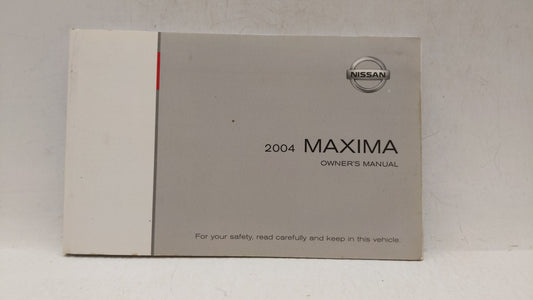 NISSAN
2004 MAXIMA
OWNER'S MANUAL
For your safety, read carefully and keep in this vehicle.